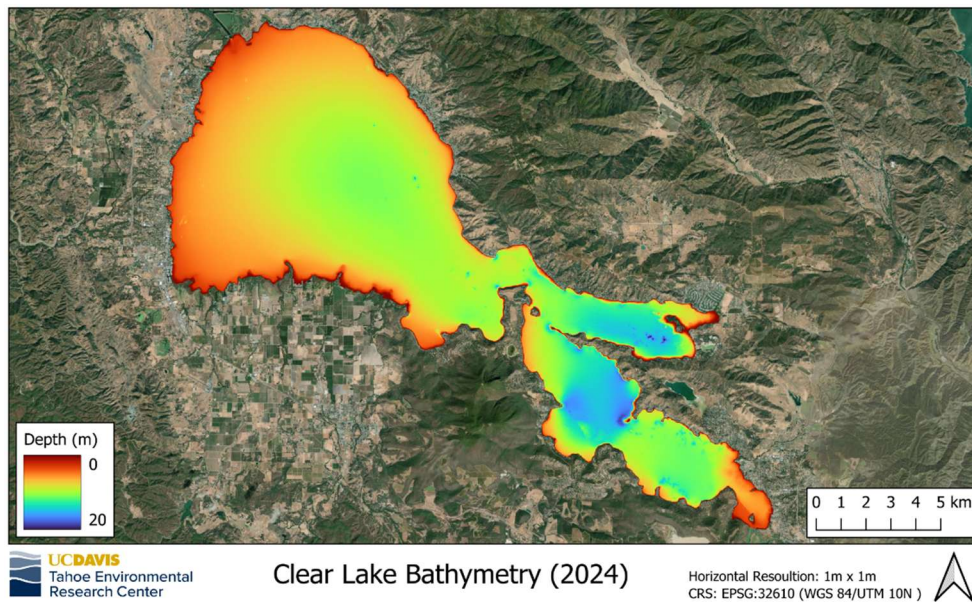 Depth (m)
0
20
0 1 2 3 4 5 km
UCDAVIS
Tahoe Environmental
Research Center
Clear Lake Bathymetry (2024)
Horizontal Resoultion: 1m x 1m
CRS: EPSG:32610 (WGS 84/UTM 10N )